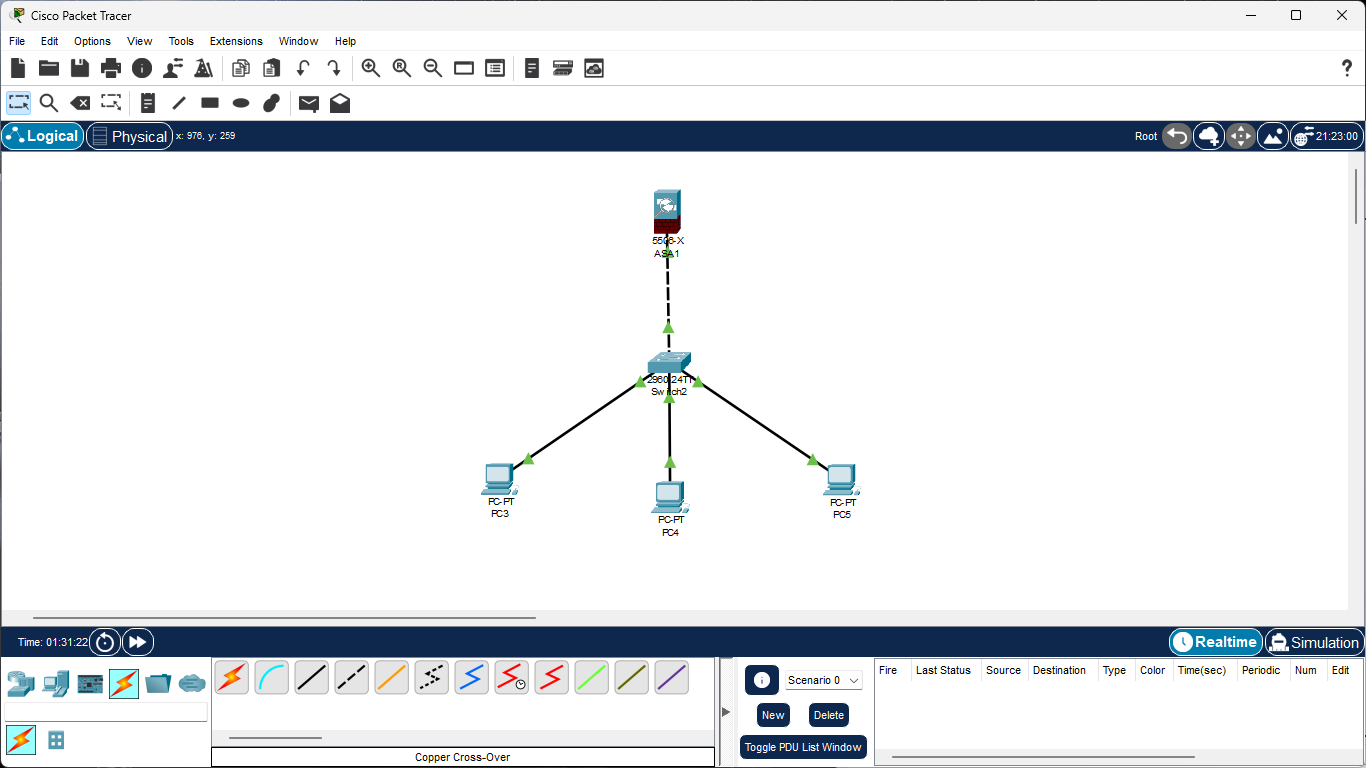 Cisco Packet Tracer
File Edit Options View Tools Extensions Window Help
Logical Physical x: 976, y: 259 Root 21:23:00
5506-X
ASA1
2960-24TT
Switch2
PC-PT
PC3
PC-PT
PC4
PC-PT
PC5
Time: 01:31:22 Realtime Simulation
Scenario 0
New Delete
Toggle PDU List Window
Fire Last Status Source Destination Type Color Time(sec) Periodic Num Edit
Copper Cross-Over